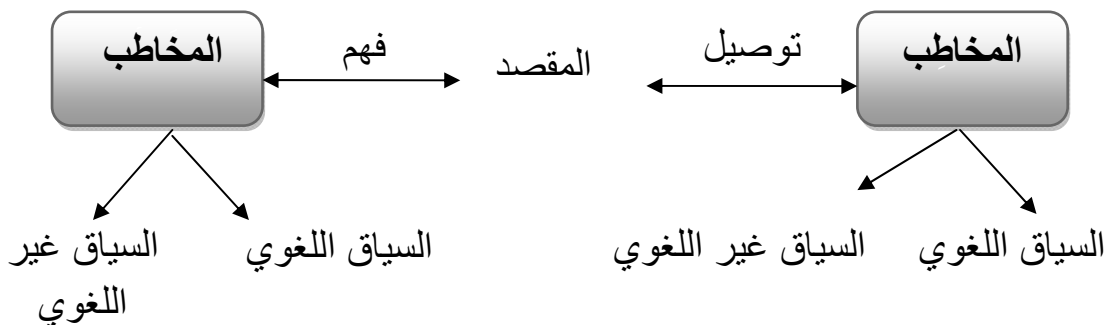 المخاطِب
توصيل
المقصد
فهم
المخاطب
السياق اللغوي
السياق غير اللغوي
السياق اللغوي
السياق غير
اللغوي